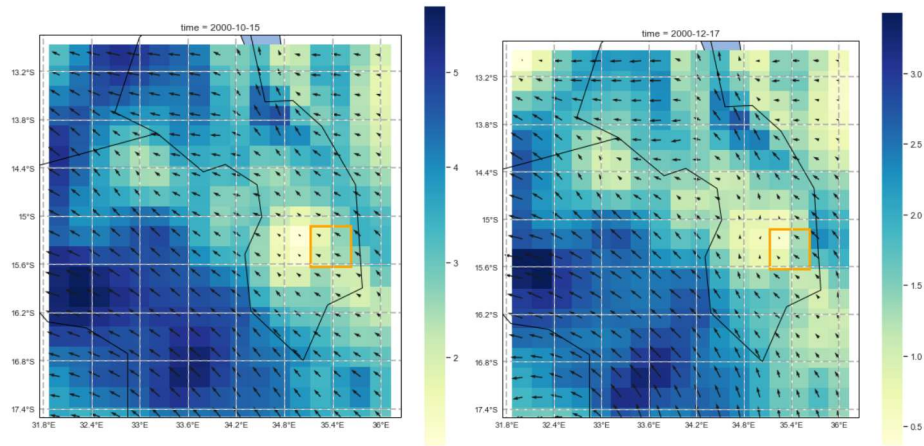 time = 2000-10-15
13.2°S
13.8°S
14.4°S
15°S
15.6°S
16.2°S
16.8°S
17.4°S
31.8°E 32.4°E 33°E 33.6°E 34.2°E 34.8°E 35.4°E 36°E
5
4
3
2
time = 2000-12-17
13.2°S
13.8°S
14.4°S
15°S
15.6°S
16.2°S
16.8°S
17.4°S
31.8°E 32.4°E 33°E 33.6°E 34.2°E 34.8°E 35.4°E 36°E
3.0
2.5
2.0
1.5
1.0
0.5